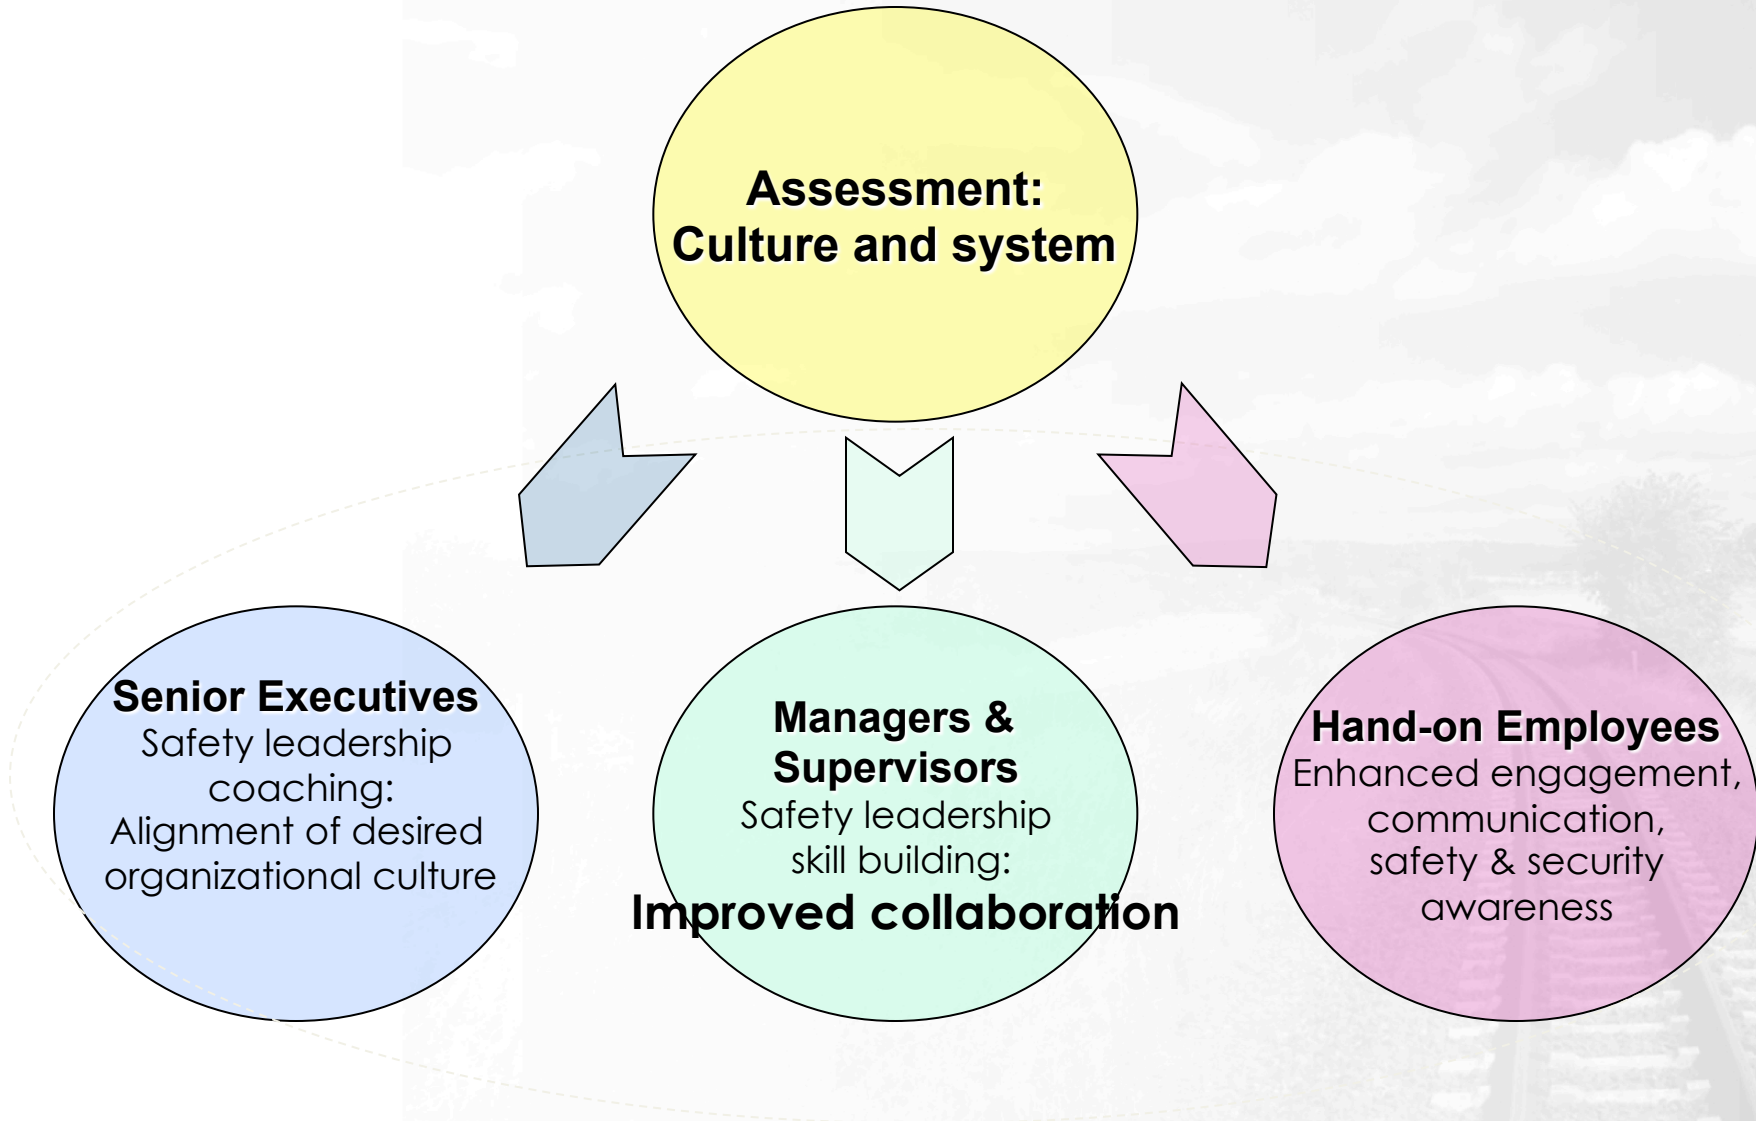 Assessment:
Culture and system
Senior Executives
Safety leadership
coaching:
Alignment of desired
organizational culture
Managers &
Supervisors
Safety leadership
skill building:
Improved collaboration
Hand-on Employees
Enhanced engagement,
communication,
safety & security
awareness